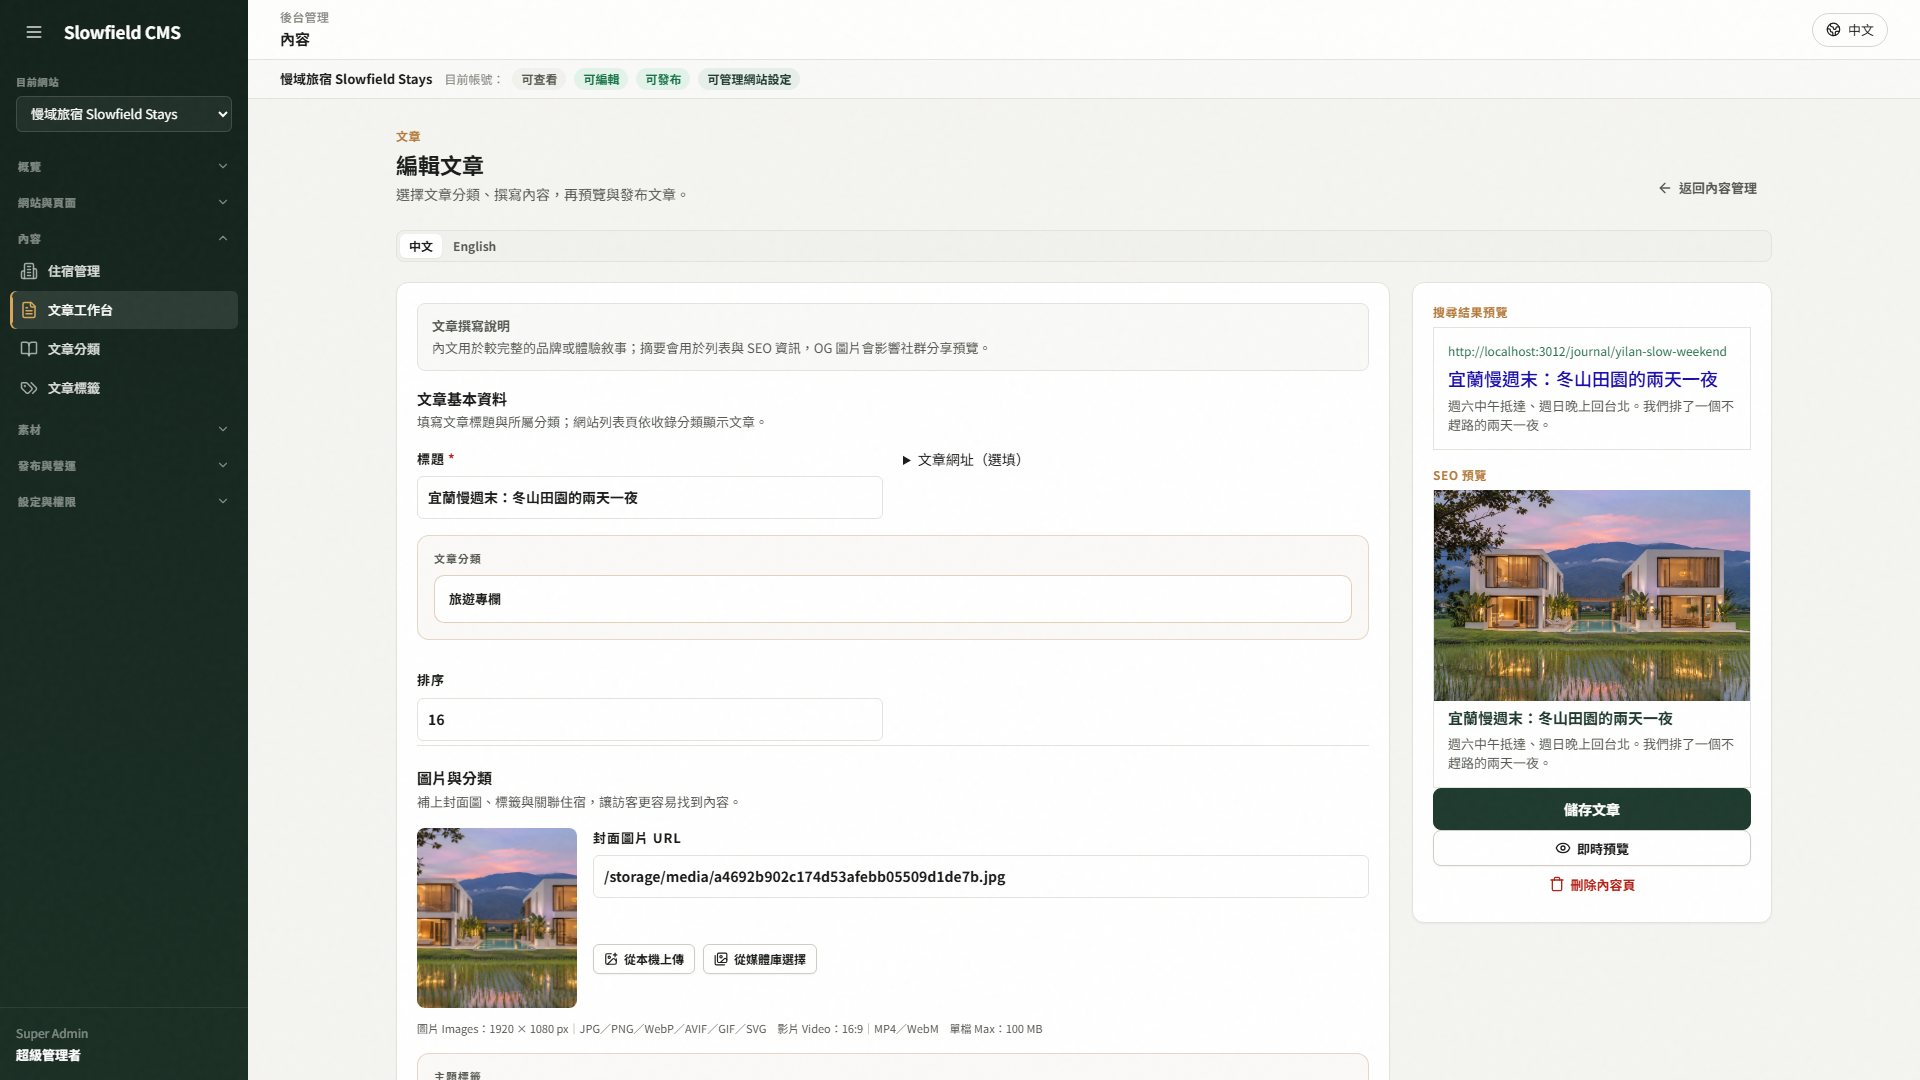 Slowfield CMS
目前網站
慢域旅宿 Slowfield Stays
概覽
網站與頁面
內容
住宿管理
文章工作台
文章分類
文章標籤
素材
發布與營運
設定與權限
Super Admin
超級管理者
後台管理
內容
中文
慢域旅宿 Slowfield Stays 目前帳號： 可查看 可編輯 可發布 可管理網站設定
文章
編輯文章
選擇文章分類、撰寫內容，再預覽與發布文章。
返回內容管理
中文 English
文章撰寫說明
內文用於較完整的品牌或體驗敘事；摘要會用於列表與 SEO 資訊，OG 圖片會影響社群分享預覽。
文章基本資料
填寫文章標題與所屬分類；網站列表頁依收錄分類顯示文章。
標題 *
▶ 文章網址（選填）
宜蘭慢週末：冬山田園的兩天一夜
文章分類
旅遊專欄
排序
16
圖片與分類
補上封面圖、標籤與關聯住宿，讓訪客更容易找到內容。
封面圖片 URL
/storage/media/a4692b902c174d53afebb05509d1de7b.jpg
從本機上傳 從媒體庫選擇
圖片 Images：1920 × 1080 px｜JPG／PNG／WebP／AVIF／GIF／SVG 影片 Video：16:9｜MP4／WebM 單檔 Max：100 MB
主題標籤
搜尋結果預覽
http://localhost:3012/journal/yilan-slow-weekend
宜蘭慢週末：冬山田園的兩天一夜
週六中午抵達、週日晚上回台北。我們排了一個不
趕路的兩天一夜。
SEO 預覽
宜蘭慢週末：冬山田園的兩天一夜
週六中午抵達、週日晚上回台北。我們排了一個不
趕路的兩天一夜。
儲存文章
即時預覽
刪除內容頁